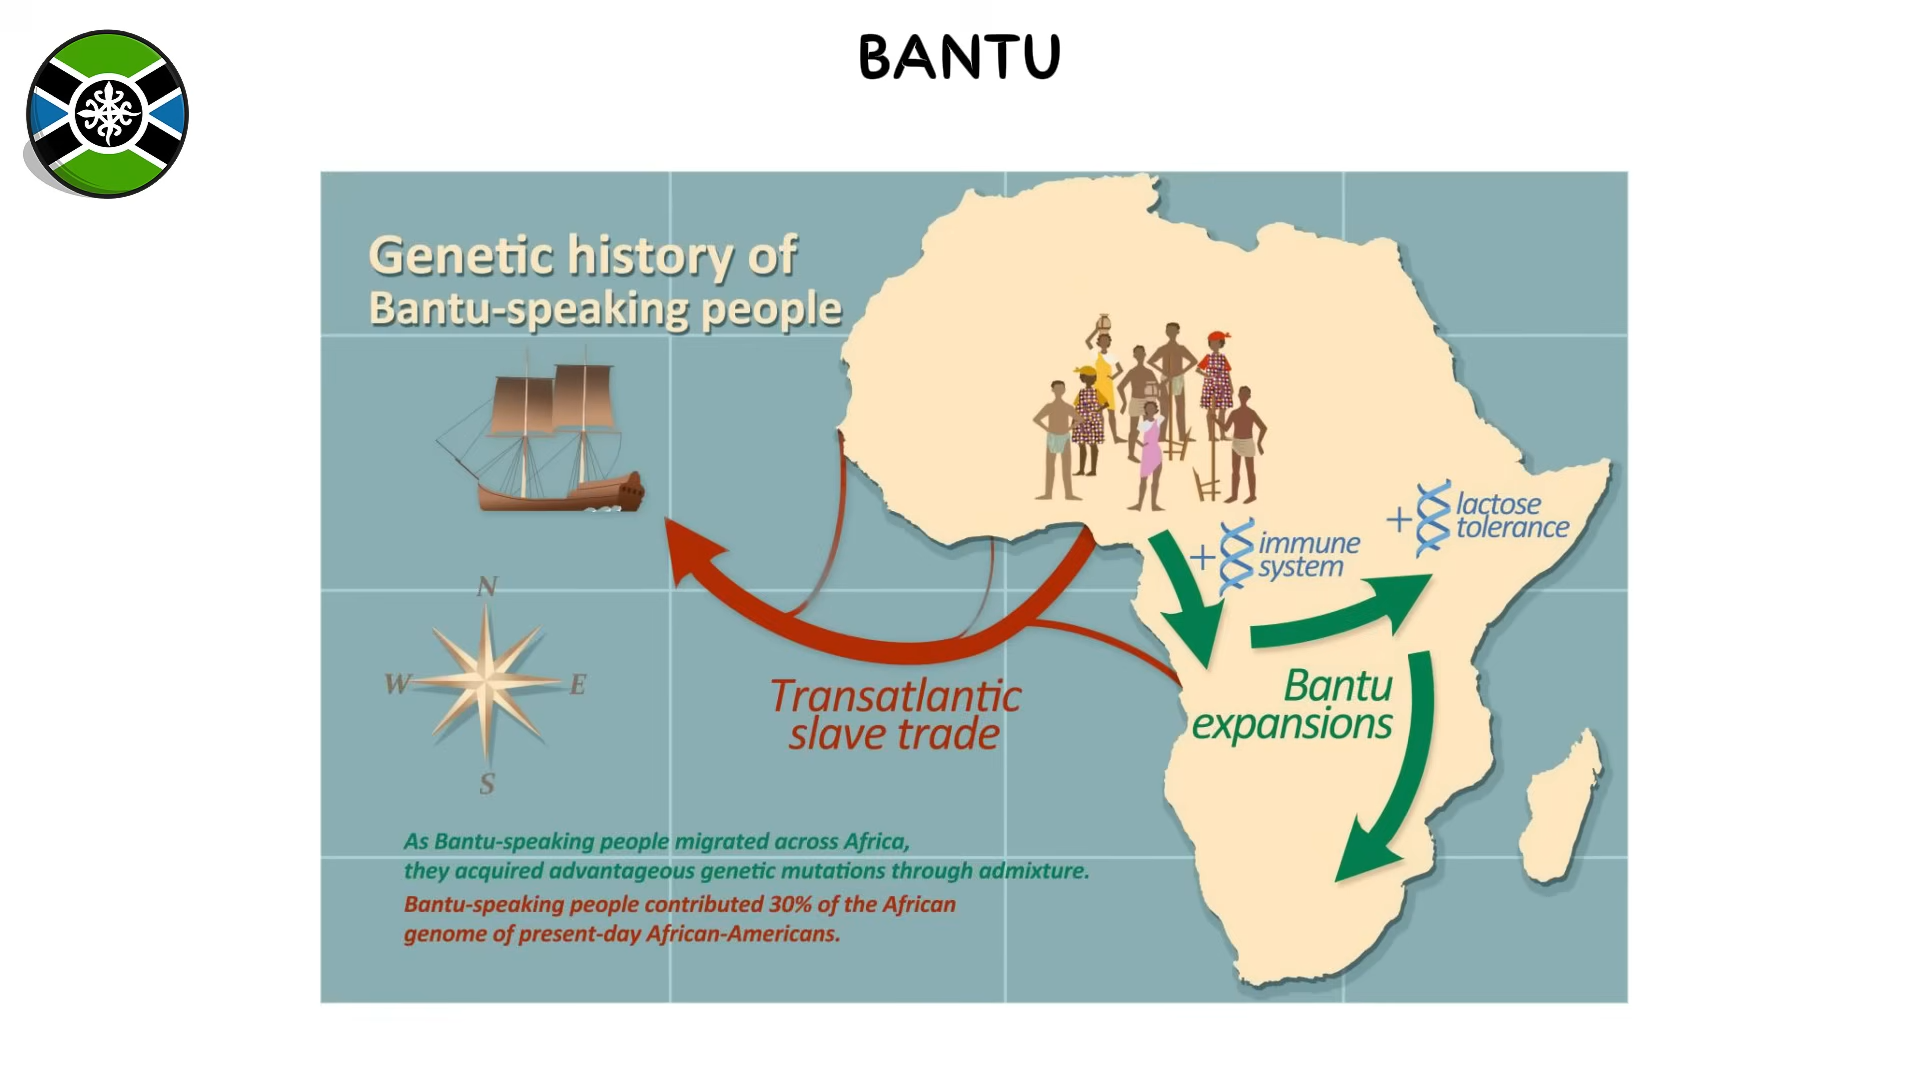 BANTU
Genetic history of
Bantu-speaking people
+ lactose
tolerance
+ immune
system
N
W
E
S
Transatlantic
slave trade
Bantu
expansions
As Bantu-speaking people migrated across Africa,
they acquired advantageous genetic mutations through admixture.
Bantu-speaking people contributed 30% of the African
genome of present-day African-Americans.